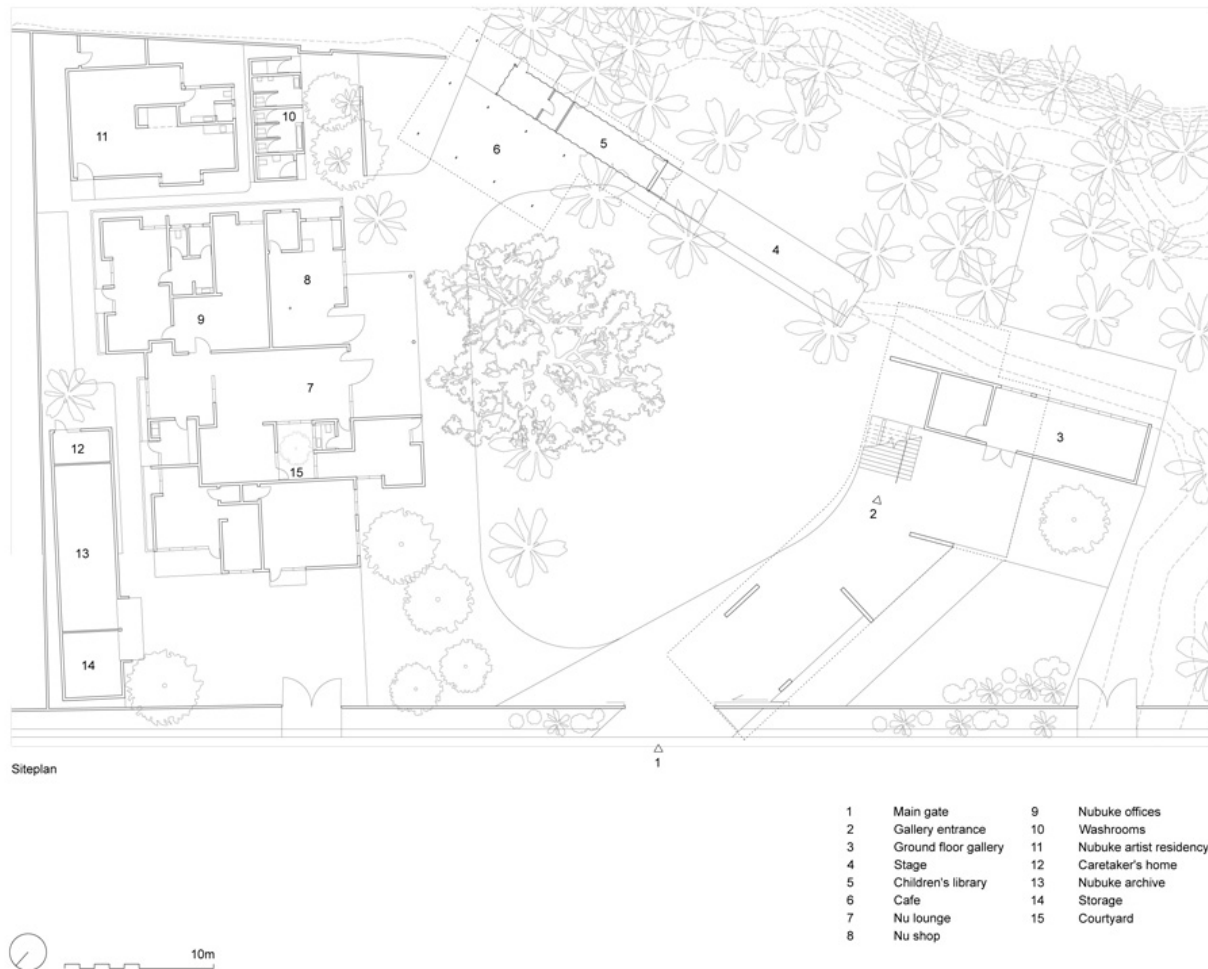 11
10
6
5
4
8
9
7
3
12
15
2
13
14
1
Siteplan
1 Main gate
2 Gallery entrance
3 Ground floor gallery
4 Stage
5 Children's library
6 Cafe
7 Nu lounge
8 Nu shop
9 Nubuke offices
10 Washrooms
11 Nubuke artist residency
12 Caretaker's home
13 Nubuke archive
14 Storage
15 Courtyard
10m